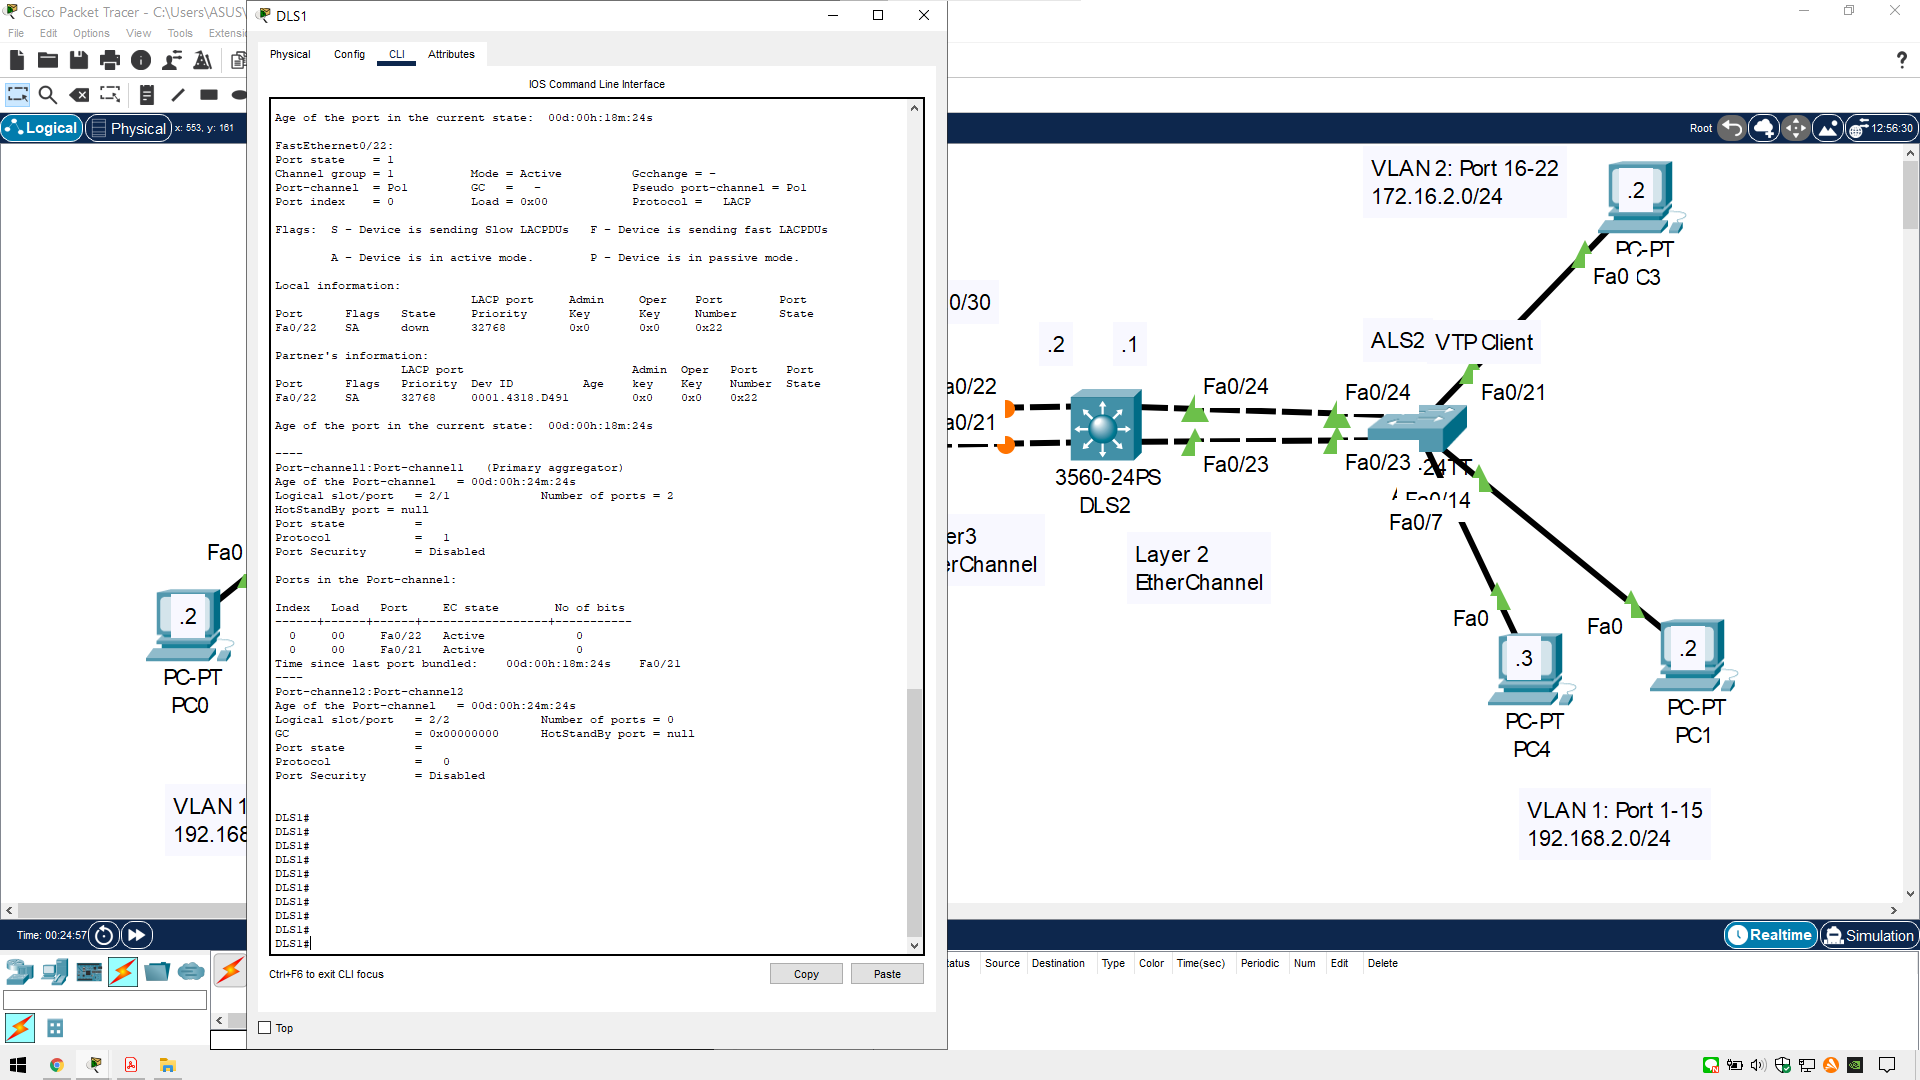 Cisco Packet Tracer - C:\Users\ASUS\
File Edit Options View Tools Extensi
Logical
Physical
x: 553, y: 161
DLS1
Physical Config CLI Attributes
IOS Command Line Interface
Age of the port in the current state: 00d:00h:18m:24s
FastEthernet0/22:
Port state = 1
Channel group = 1 Mode = Active Gcchange = -
Port-channel = Po1 GC = - Pseudo port-channel = Po1
Port index = 0 Load = 0x00 Protocol = LACP
Flags: S - Device is sending Slow LACPDUs F - Device is sending fast LACPDUs
A - Device is in active mode. P - Device is in passive mode.
Local information:
LACP port Admin Oper Port Port
Port Flags State Priority Key Key Number State
Fa0/22 SA down 32768 0x0 0x0 0x22
Partner's information:
LACP port Admin Oper Port Port
Port Flags Priority Dev ID Age key Key Number State
Fa0/22 SA 32768 0001.4318.D491 0x0 0x0 0x22
Age of the port in the current state: 00d:00h:18m:24s
----
Port-channel1:Port-channel1 (Primary aggregator)
Age of the Port-channel = 00d:00h:24m:24s
Logical slot/port = 2/1 Number of ports = 2
HotStandBy port = null
Port state =
Protocol = 1
Port Security = Disabled
Ports in the Port-channel:
Index Load Port EC state No of bits
------+------+------+------------------+-----------
0 00 Fa0/22 Active 0
0 00 Fa0/21 Active 0
Time since last port bundled: 00d:00h:18m:24s Fa0/21
----
Port-channel2:Port-channel2
Age of the Port-channel = 00d:00h:24m:24s
Logical slot/port = 2/2 Number of ports = 0
GC = 0x00000000 HotStandBy port = null
Port state =
Protocol = 0
Port Security = Disabled
DLS1#
DLS1#
DLS1#
DLS1#
DLS1#
DLS1#
DLS1#
DLS1#
DLS1#
DLS1#
Ctrl+F6 to exit CLI focus
Copy
Paste
Top
?
Root
12:56:30
VLAN 2: Port 16-22
172.16.2.0/24
.2
PC-PT
Fa0 C3
0/30
.2
.1
ALS2 VTP Client
a0/22
Fa0/24
Fa0/24
Fa0/21
a0/21
Fa0/23
Fa0/23
.24TT
3560-24PS
DLS2
Fa0/14
Fa0/7
er3
erChannel
Layer 2
EtherChannel
Fa0
.2
PC-PT
PC0
VLAN 1
192.168
Fa0
Fa0
.3
PC-PT
PC4
.2
PC-PT
PC1
VLAN 1: Port 1-15
192.168.2.0/24
Time: 00:24:57
Realtime
Simulation
tatus Source Destination Type Color Time(sec) Periodic Num Edit Delete